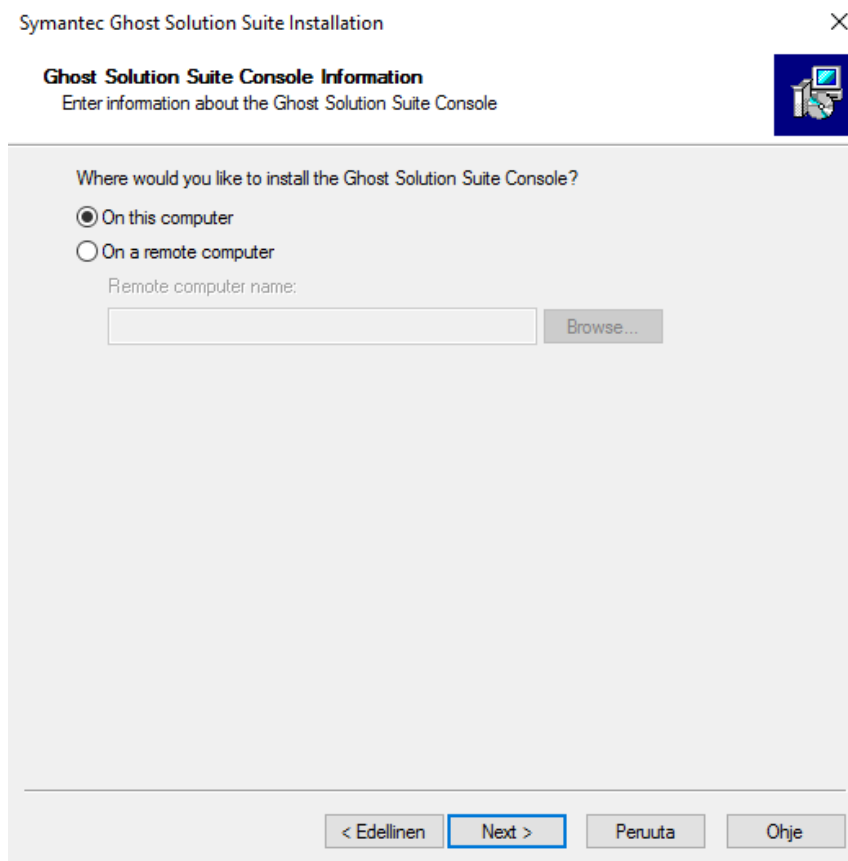 Symantec Ghost Solution Suite Installation
Ghost Solution Suite Console Information
Enter information about the Ghost Solution Suite Console
Where would you like to install the Ghost Solution Suite Console?
On this computer
On a remote computer
Remote computer name:
Browse...
< Edellinen
Next >
Peruuta
Ohje